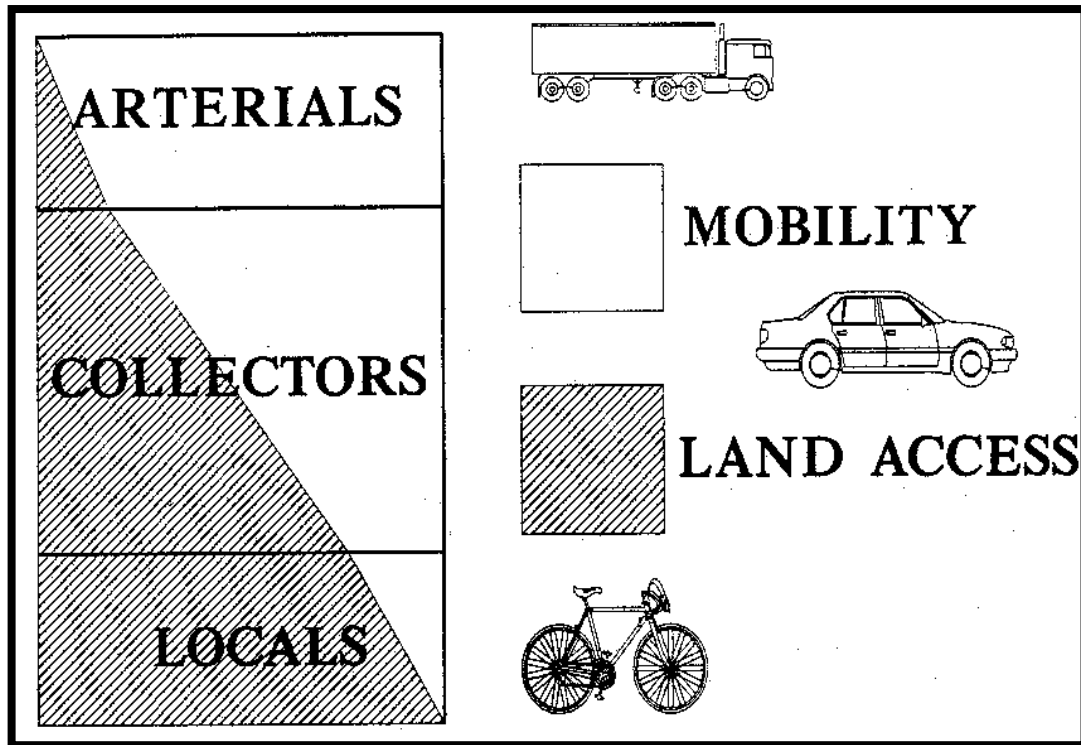 ARTERIALS
MOBILITY
COLLECTORS
LAND ACCESS
LOCALS